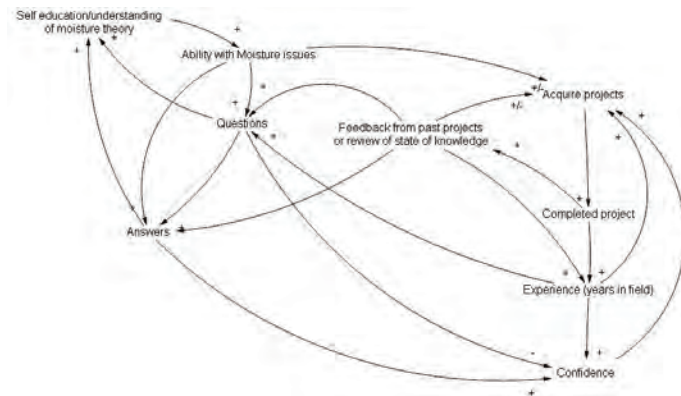 Self education/understanding
of moisture theory
+
+
+
Ability with Moisture issues
+/-
Acquire projects
+/-
+
+
+
Questions
Feedback from past projects
or review of state of knowledge
+
+
Completed project
Answers
+
+
Experience (years in field)
-
+
Confidence
+